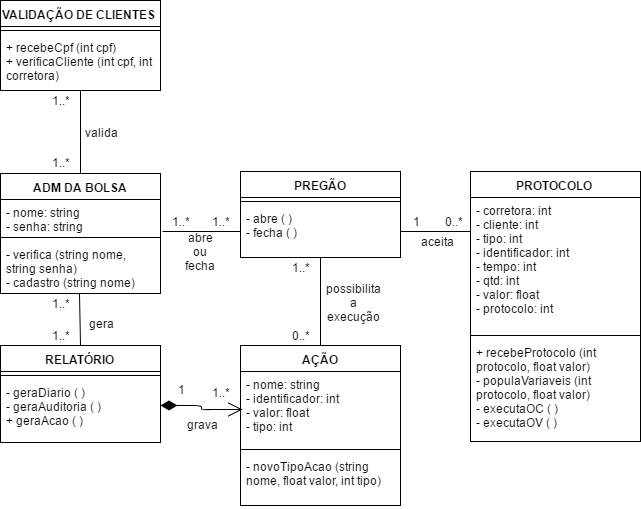 VALIDAÇÃO DE CLIENTES
+ recebeCpf (int cpf)
+ verificaCliente (int cpf, int
corretora)
1..*
valida
1..*
ADM DA BOLSA
- nome: string
- senha: string
- verifica (string nome,
string senha)
- cadastro (string nome)
1..*
1..*
abre
ou
fecha
PREGÃO
- abre ( )
- fecha ( )
1
0..*
aceita
PROTOCOLO
- corretora: int
- cliente: int
- tipo: int
- identificador: int
- tempo: int
- qtd: int
- valor: float
- protocolo: int
+ recebeProtocolo (int
protocolo, float valor)
- populaVariaveis (int
protocolo, float valor)
- executaOC ( )
- executaOV ( )
1..*
gera
1..*
1..*
possibilita
a
execução
0..*
RELATÓRIO
- geraDiario ( )
- geraAuditoria ( )
+ geraAcao ( )
1
1..*
grava
AÇÃO
- nome: string
- identificador: int
- valor: float
- tipo: int
- novoTipoAcao (string
nome, float valor, int tipo)